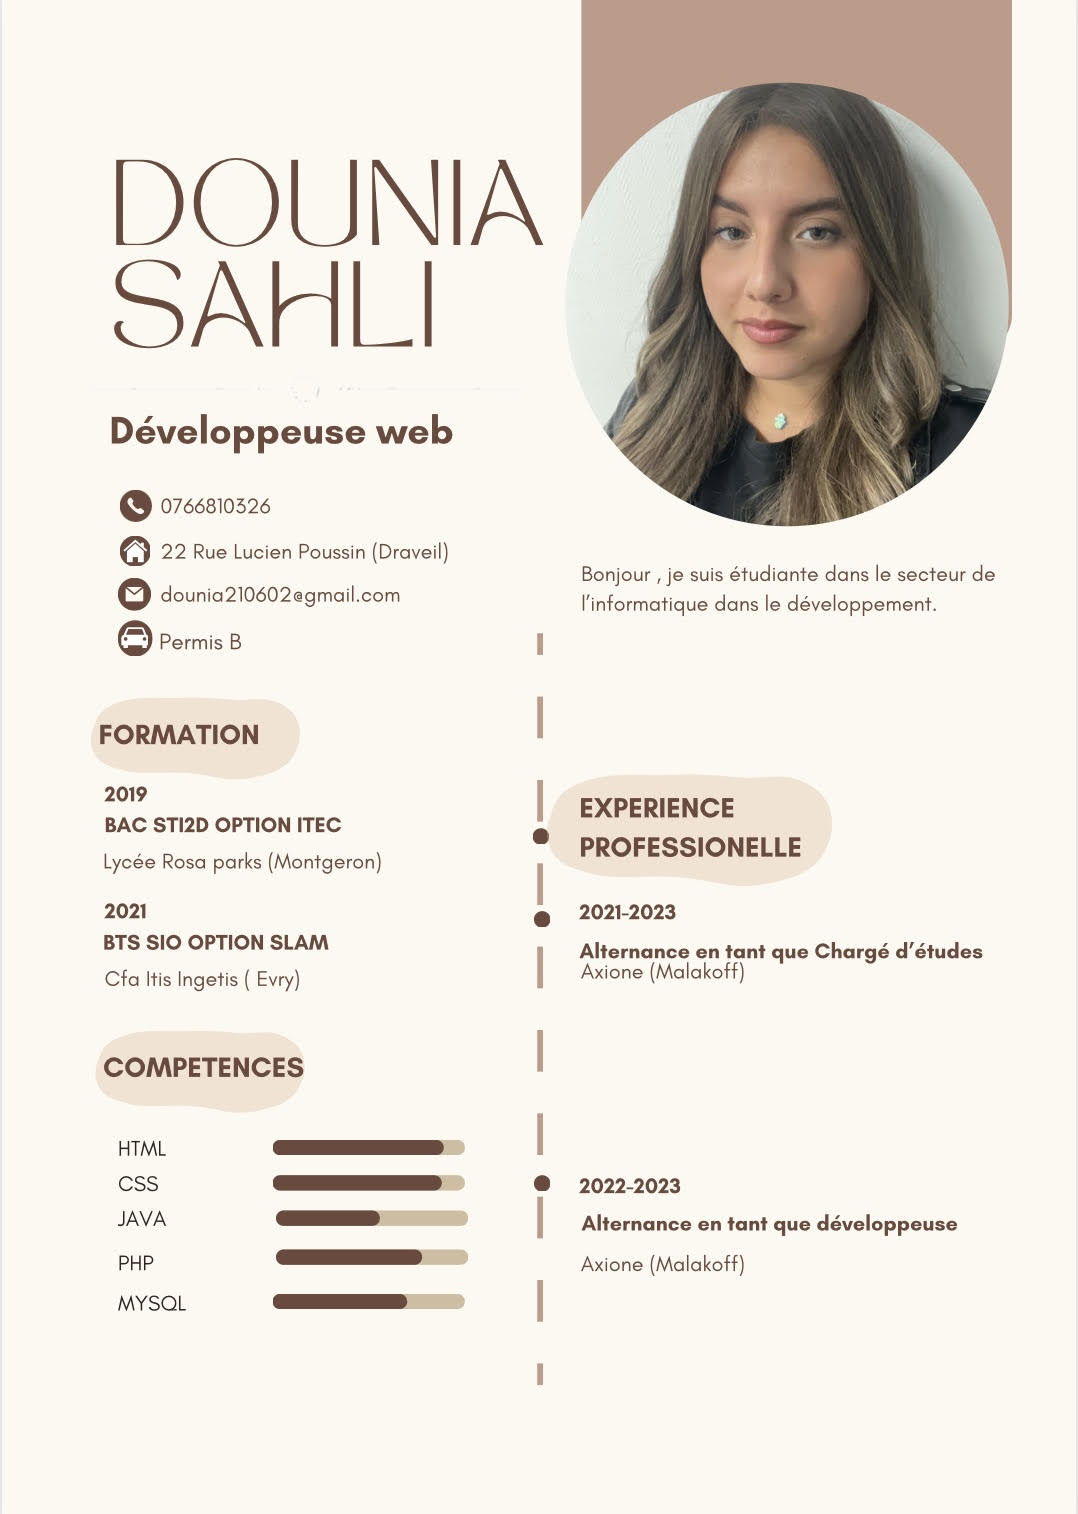 DOUNIA
SAHLI
Développeuse web
0766810326
22 Rue Lucien Poussin (Draveil)
dounia210602@gmail.com
Permis B
Bonjour , je suis étudiante dans le secteur de
l'informatique dans le développement.
FORMATION
2019
BAC STI2D OPTION ITEC
Lycée Rosa parks (Montgeron)
2021
BTS SIO OPTION SLAM
Cfa Itis Ingetis ( Evry)
COMPETENCES
HTML
CSS
JAVA
PHP
MYSQL
EXPERIENCE
PROFESSIONELLE
2021-2023
Alternance en tant que Chargé d'études
Axione (Malakoff)
2022-2023
Alternance en tant que développeuse
Axione (Malakoff)